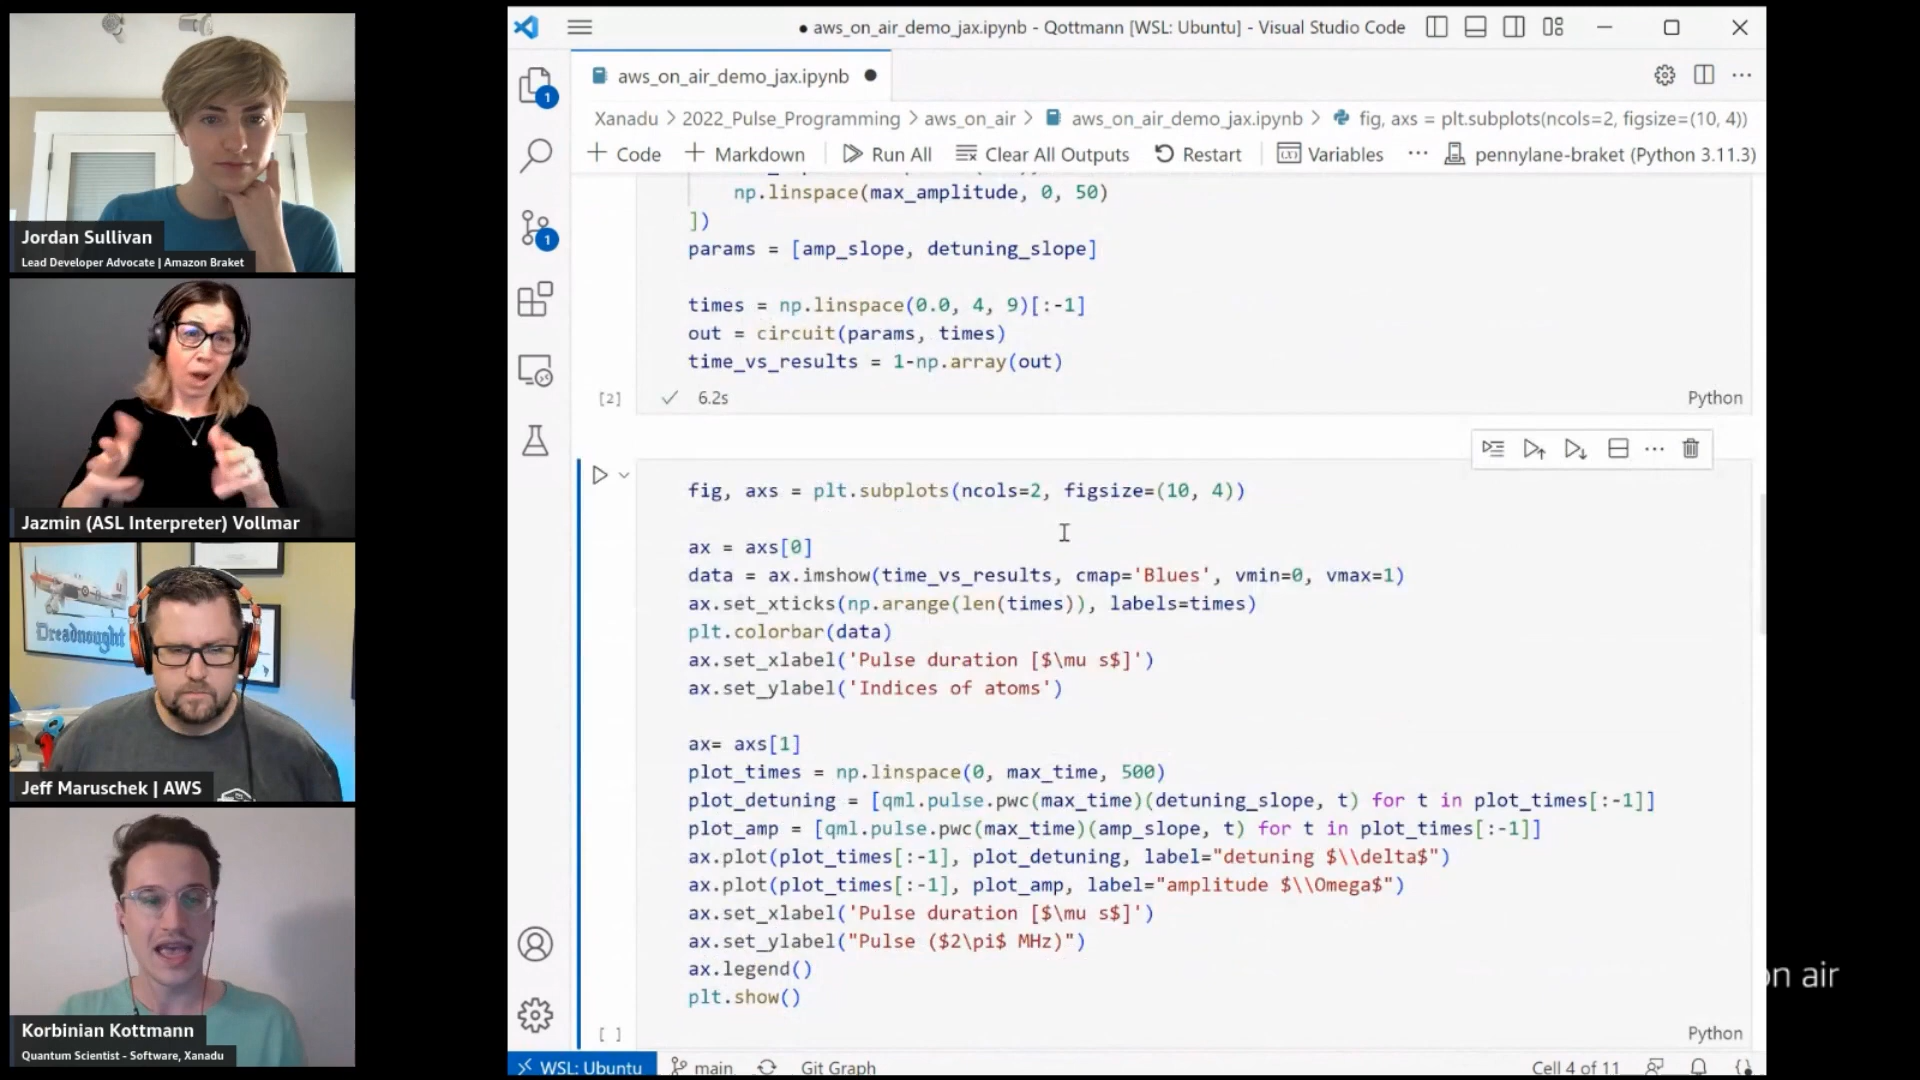 Jordan Sullivan
Lead Developer Advocate | Amazon Braket
Jazmin (ASL Interpreter) Vollmar
Dreadnought
Jeff Maruschek | AWS
Korbinian Kottmann
Quantum Scientist - Software, Xanadu
● aws_on_air_demo_jax.ipynb - Qottmann [WSL: Ubuntu] - Visual Studio Code
aws_on_air_demo_jax.ipynb ●
Xanadu > 2022_Pulse_Programming > aws_on_air > aws_on_air_demo_jax.ipynb > fig, axs = plt.subplots(ncols=2, figsize=(10, 4))
+ Code + Markdown Run All Clear All Outputs Restart Variables ··· pennylane-braket (Python 3.11.3)
1
1
np.linspace(max_amplitude, 0, 50)
])
params = [amp_slope, detuning_slope]
times = np.linspace(0.0, 4, 9)[:-1]
out = circuit(params, times)
time_vs_results = 1-np.array(out)
[2] ✓ 6.2s Python
fig, axs = plt.subplots(ncols=2, figsize=(10, 4))
ax = axs[0]
data = ax.imshow(time_vs_results, cmap='Blues', vmin=0, vmax=1)
ax.set_xticks(np.arange(len(times)), labels=times)
plt.colorbar(data)
ax.set_xlabel('Pulse duration [$\mu s$]')
ax.set_ylabel('Indices of atoms')
ax= axs[1]
plot_times = np.linspace(0, max_time, 500)
plot_detuning = [qml.pulse.pwc(max_time)(detuning_slope, t) for t in plot_times[:-1]]
plot_amp = [qml.pulse.pwc(max_time)(amp_slope, t) for t in plot_times[:-1]]
ax.plot(plot_times[:-1], plot_detuning, label="detuning $\\delta$")
ax.plot(plot_times[:-1], plot_amp, label="amplitude $\\Omega$")
ax.set_xlabel('Pulse duration [$\mu s$]')
ax.set_ylabel("Pulse ($2\pi$ MHz)")
ax.legend()
plt.show()
[ ] Python
WSL: Ubuntu main Git Graph Cell 4 of 11
on air